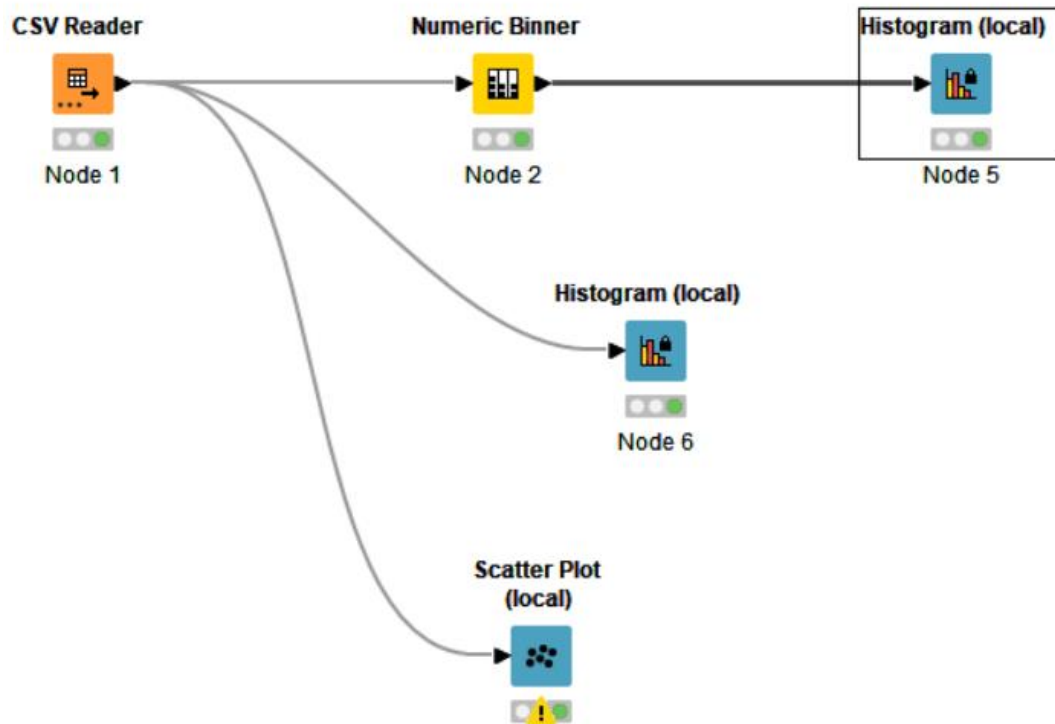 CSV Reader
Numeric Binner
Histogram (local)
Node 1
Node 2
Node 5
Histogram (local)
Node 6
Scatter Plot
(local)